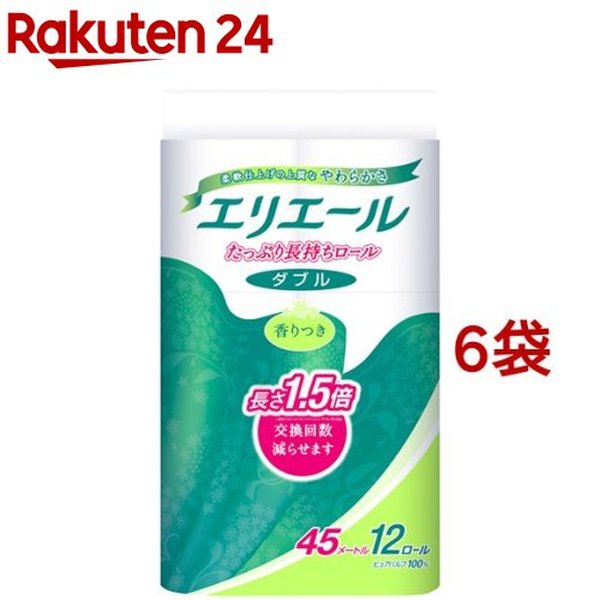 Rakuten 24
柔軟仕上げの上質なやわらかさ
エリエール
たっぷり長持ちロール
ダブル
香りつき
長さ1.5倍
交換回数
減らせます
6袋
45メートル12ロール
ピュアパルプ100%